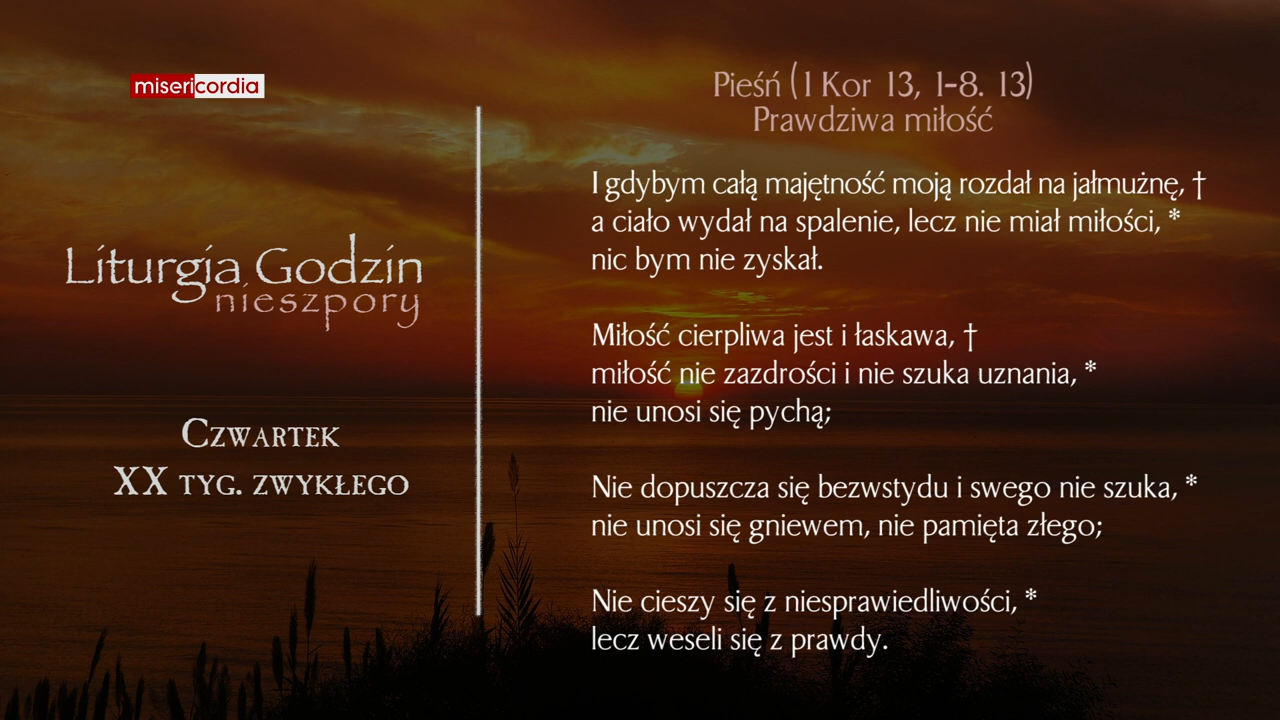 misericordia
Liturgia Godzin
nieszpory
Czwartek
XX tyg. zwykłego
Pieśń (1 Kor 13, 1-8. 13)
Prawdziwa miłość
I gdybym całą majętność moją rozdał na jałmużnę, †
a ciało wydał na spalenie, lecz nie miał miłości, *
nic bym nie zyskał.
Miłość cierpliwa jest i łaskawa, †
miłość nie zazdrości i nie szuka uznania, *
nie unosi się pychą;
Nie dopuszcza się bezwstydu i swego nie szuka, *
nie unosi się gniewem, nie pamięta złego;
Nie cieszy się z niesprawiedliwości, *
lecz weseli się z prawdy.